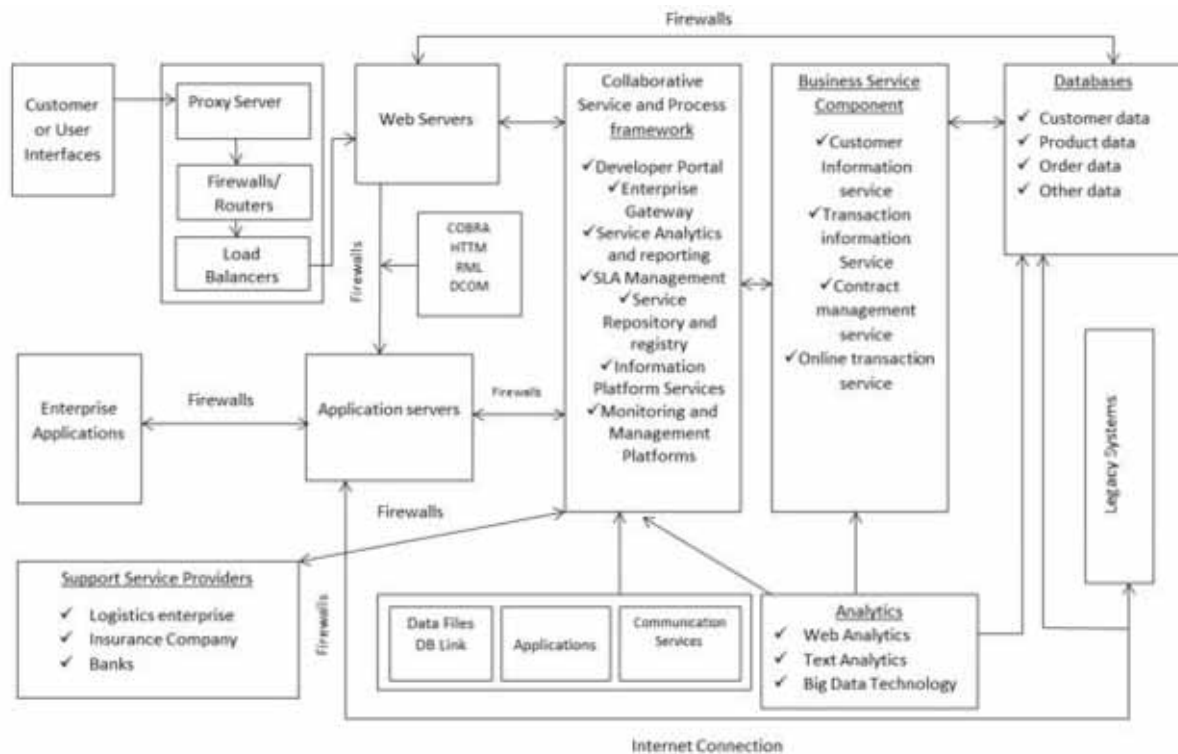 Firewalls
Customer
or User
Interfaces
Proxy Server
Firewalls/
Routers
Load
Balancers
Web Servers
Firewalls
COBRA
HTTM
RML
DCOM
Collaborative
Service and Process
framework
✓Developer Portal
✓Enterprise
Gateway
✓Service Analytics
and reporting
✓SLA Management
✓Service
Repository and
registry
✓Information
Platform Services
✓Monitoring and
Management
Platforms
Business Service
Component
✓Customer
Information
service
✓Transaction
information
Service
✓Contract
management
service
✓Online transaction
service
Databases
✓ Customer data
✓ Product data
✓ Order data
✓ Other data
Enterprise
Applications
Firewalls
Application servers
Firewalls
Legacy Systems
Firewalls
Support Service Providers
✓ Logistics enterprise
✓ Insurance Company
✓ Banks
Firewalls
Data Files
DB Link
Applications
Communication
Services
Analytics
✓ Web Analytics
✓ Text Analytics
✓ Big Data Technology
Internet Connection